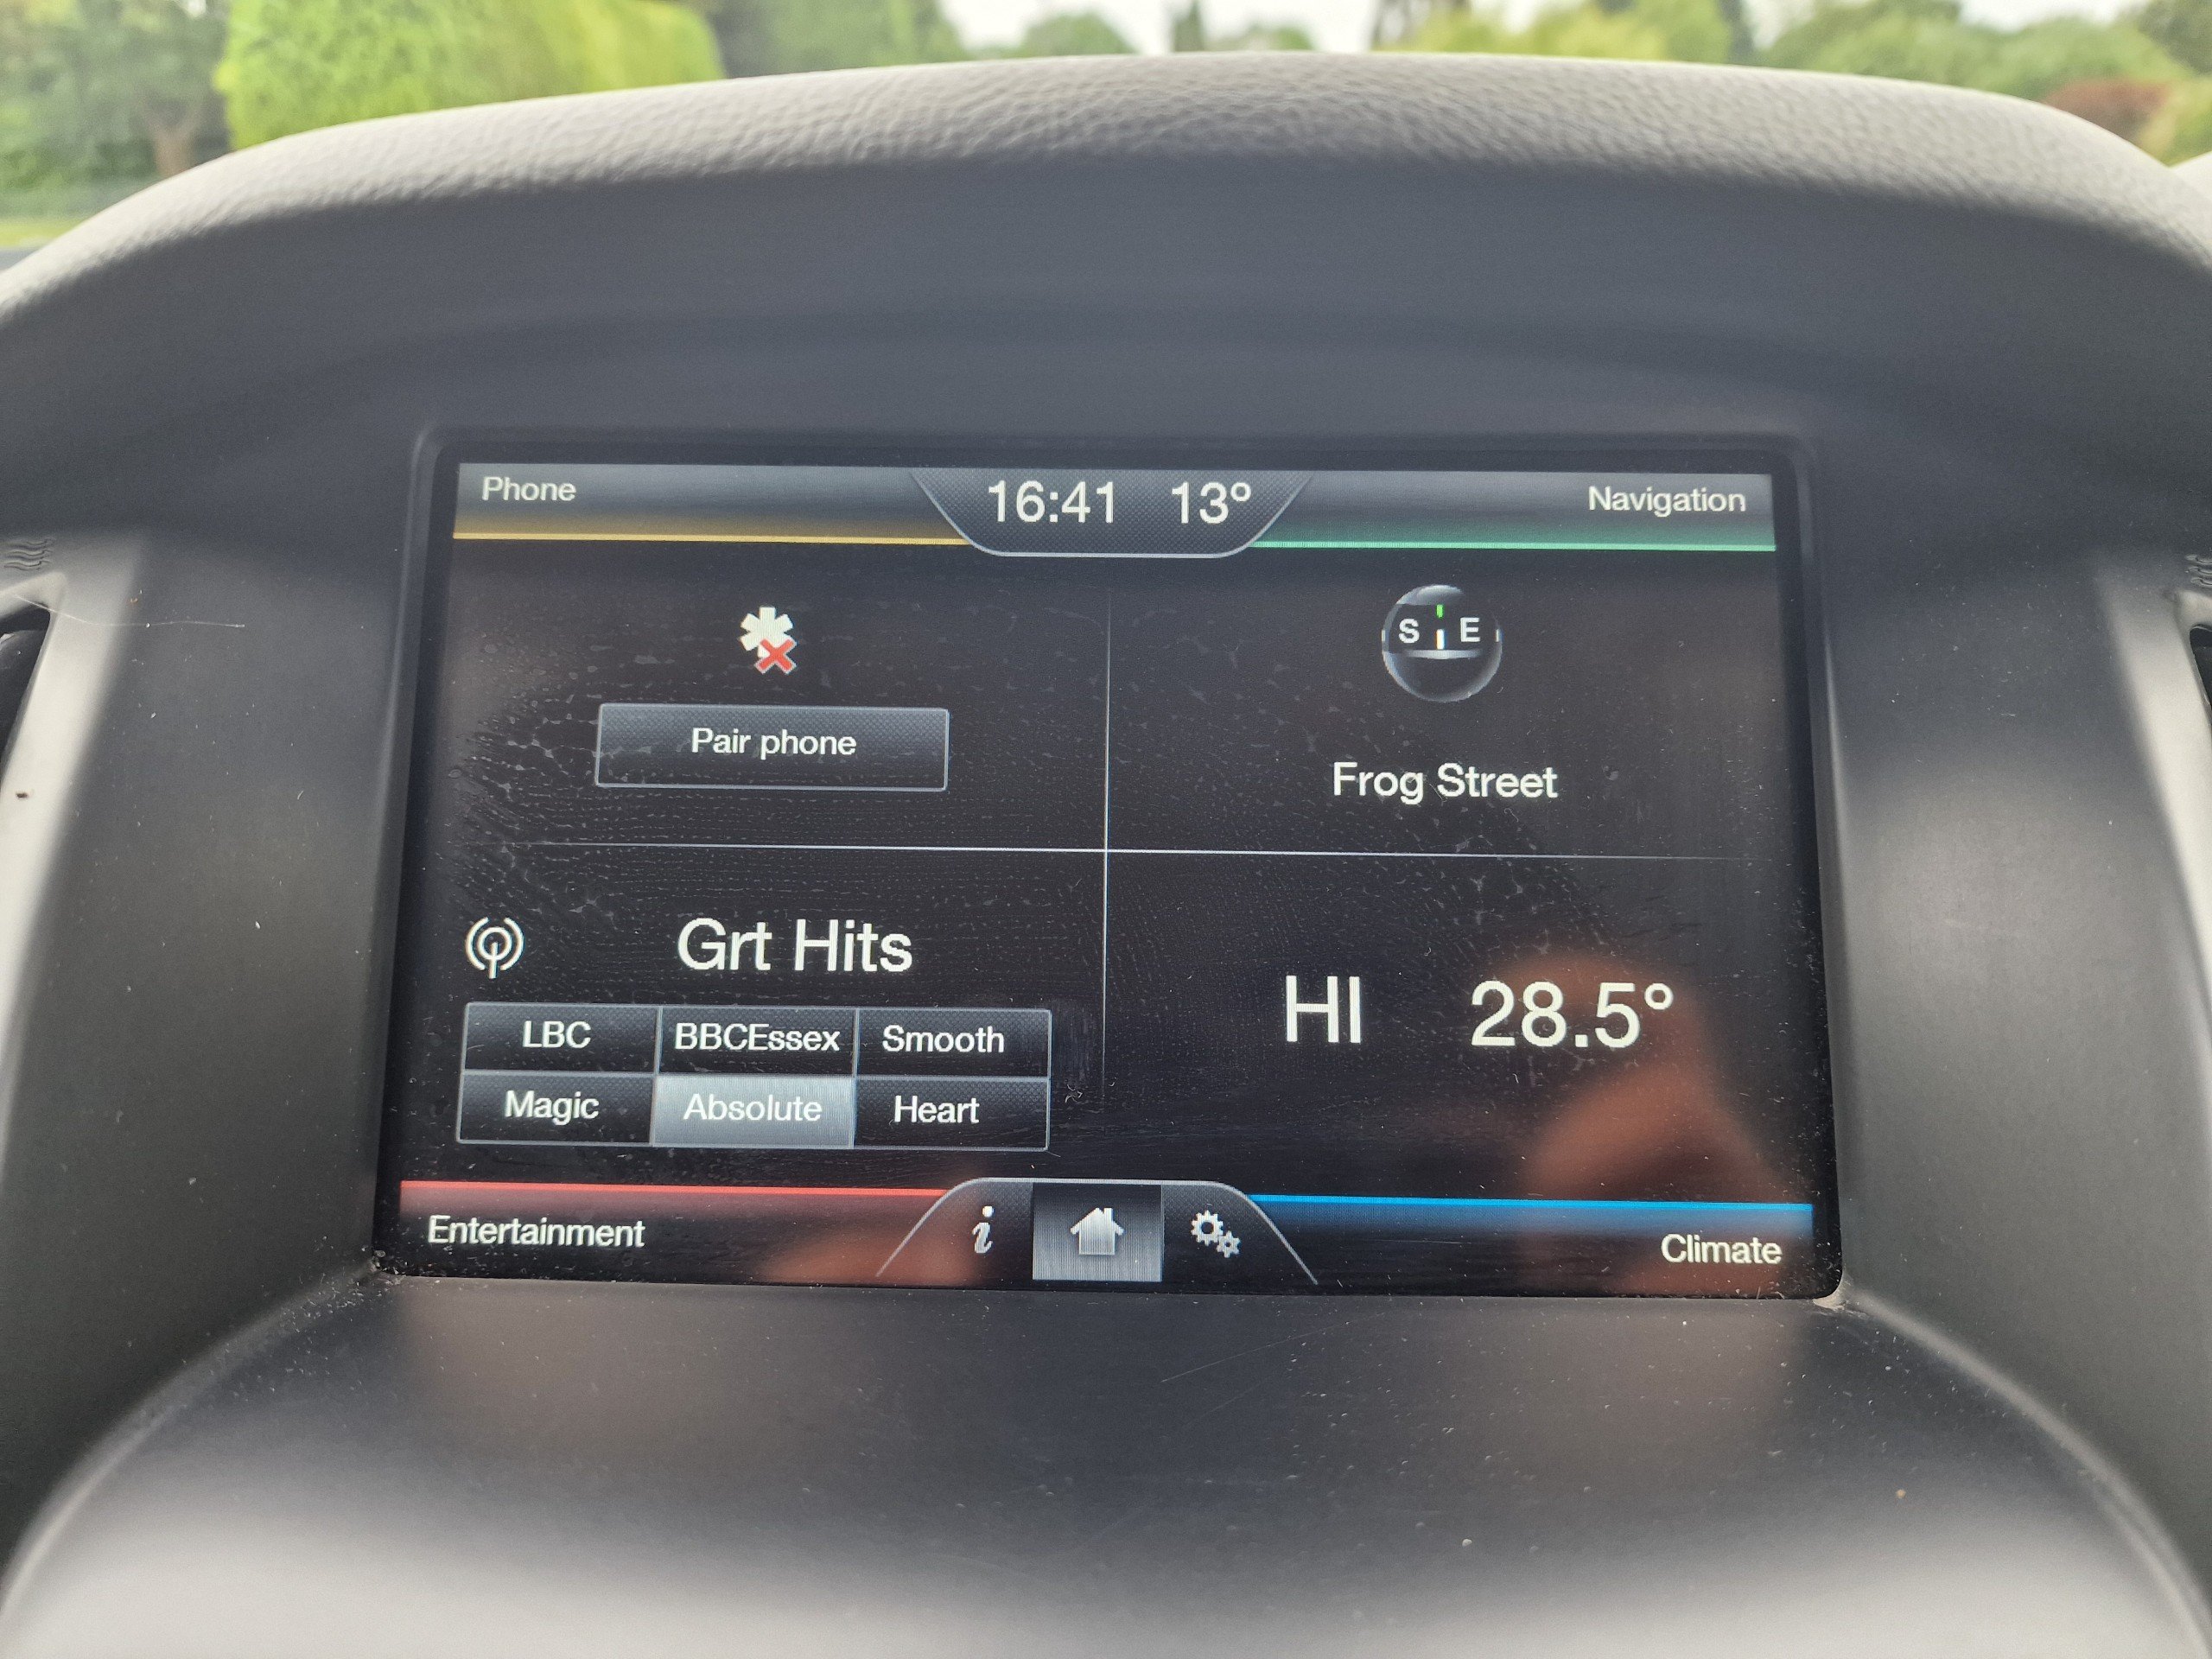 Phone
16:41 13°
Navigation
S E
Pair phone
Frog Street
Grt Hits
LBC BBCEssex Smooth
Magic Absolute Heart
HI 28.5°
Entertainment
i
Climate